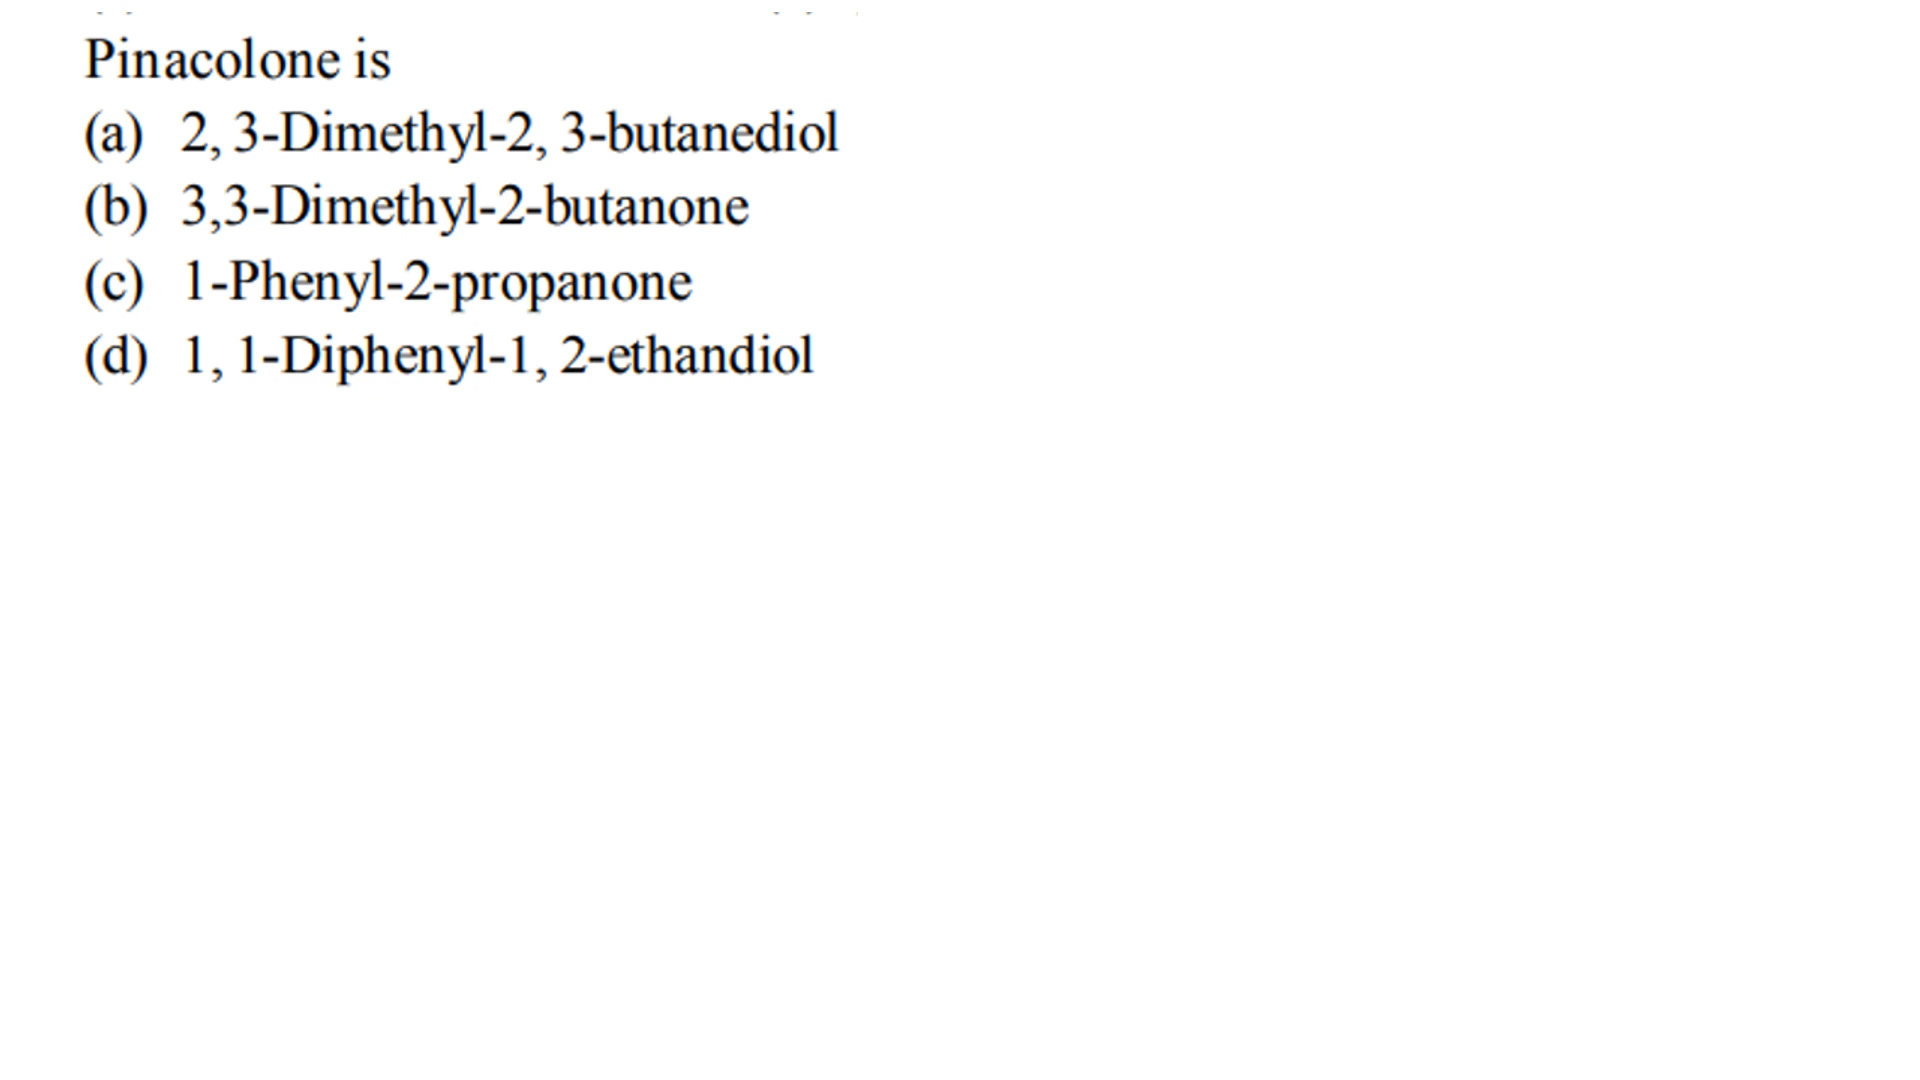 Pinacolone is
(a) 2, 3-Dimethyl-2, 3-butanediol
(b) 3,3-Dimethyl-2-butanone
(c) 1-Phenyl-2-propanone
(d) 1, 1-Diphenyl-1, 2-ethandiol